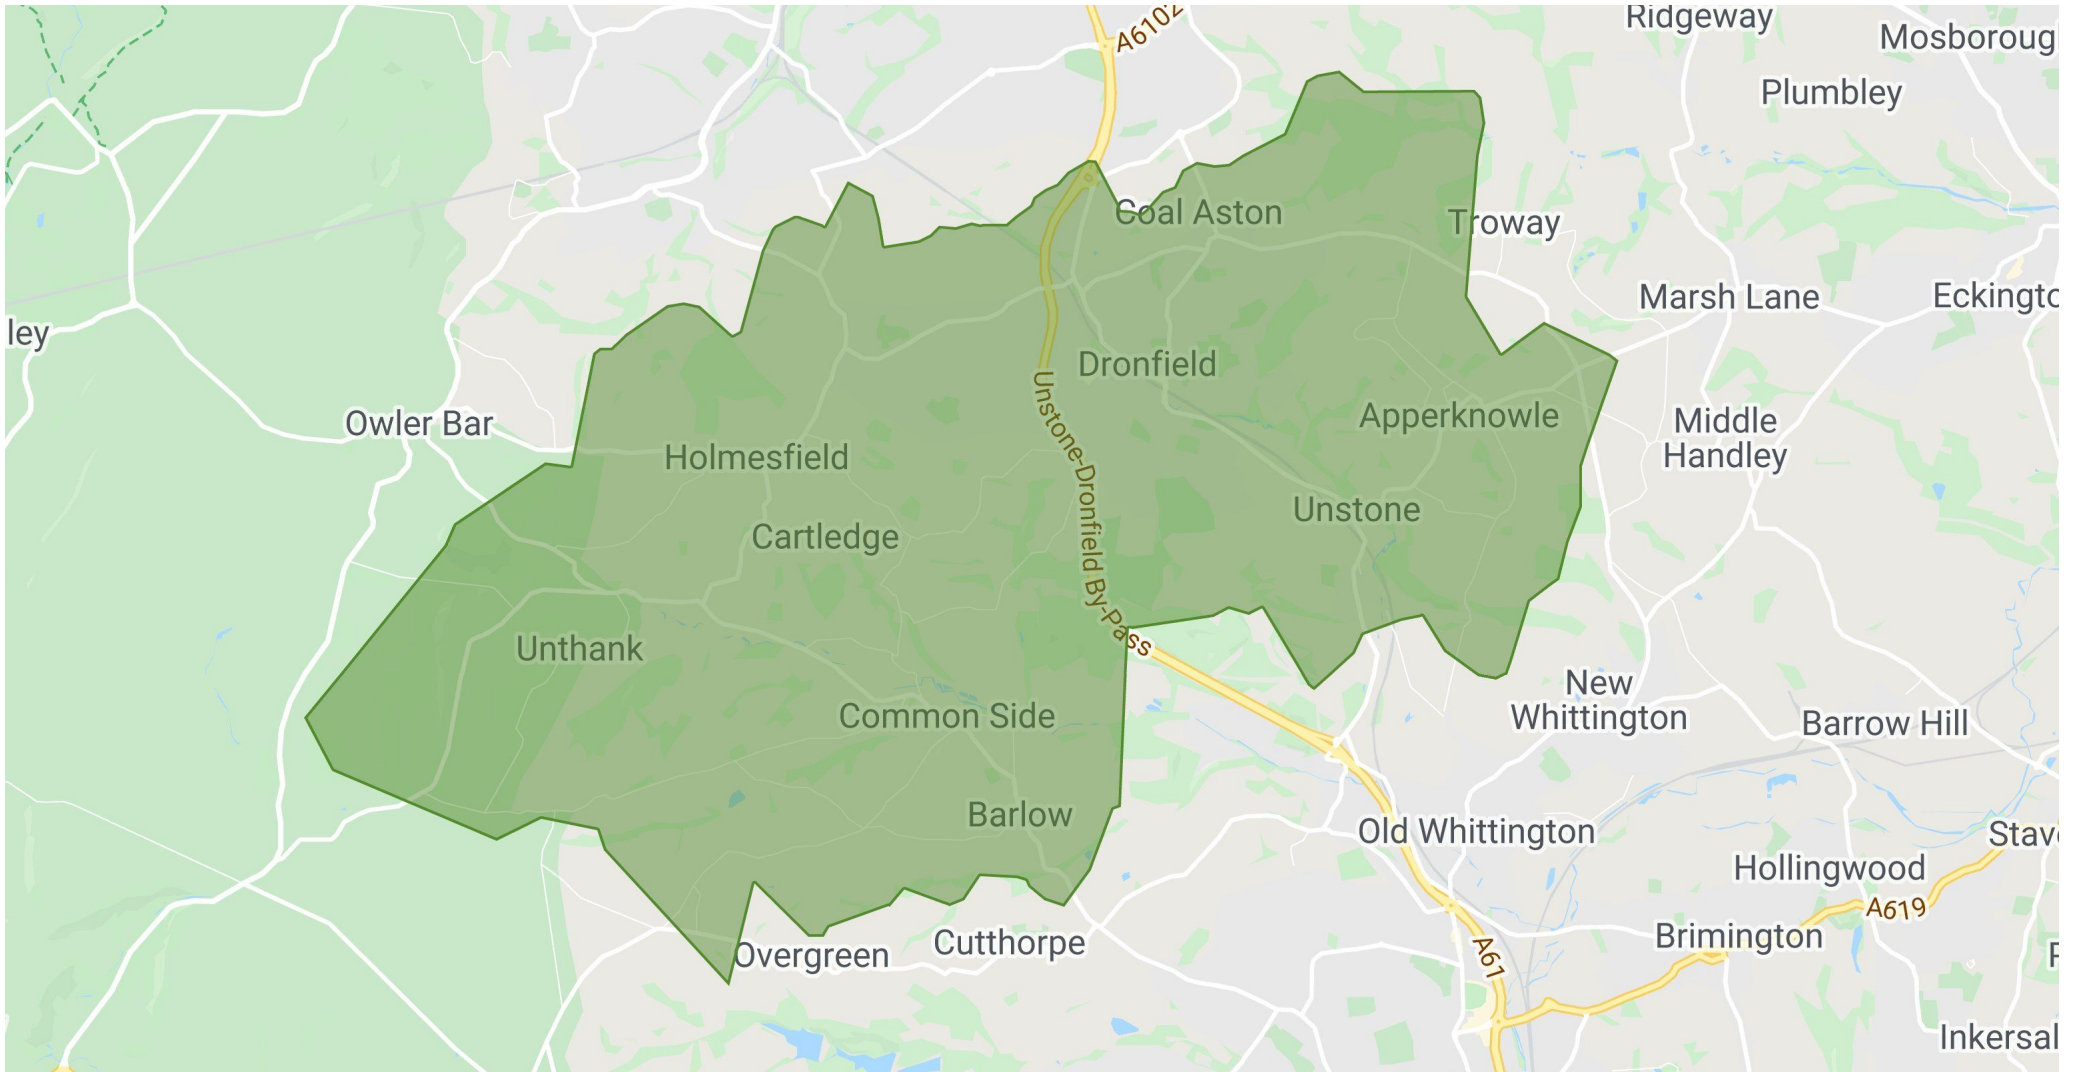 A6102
Ridgeway
Mosboroug
Plumbley
Coal Aston
Troway
Marsh Lane
Eckingto
ley
Dronfield
Owler Bar
Apperknowle
Middle
Handley
Holmesfield
Unstone
Cartledge
Unstone-Dronfield By-Pass
Unthank
New
Whittington
Common Side
Barrow Hill
Barlow
Old Whittington
Stav
Hollingwood
A619
Brimington
Cutthorpe
Overgreen
A61
Inkersal